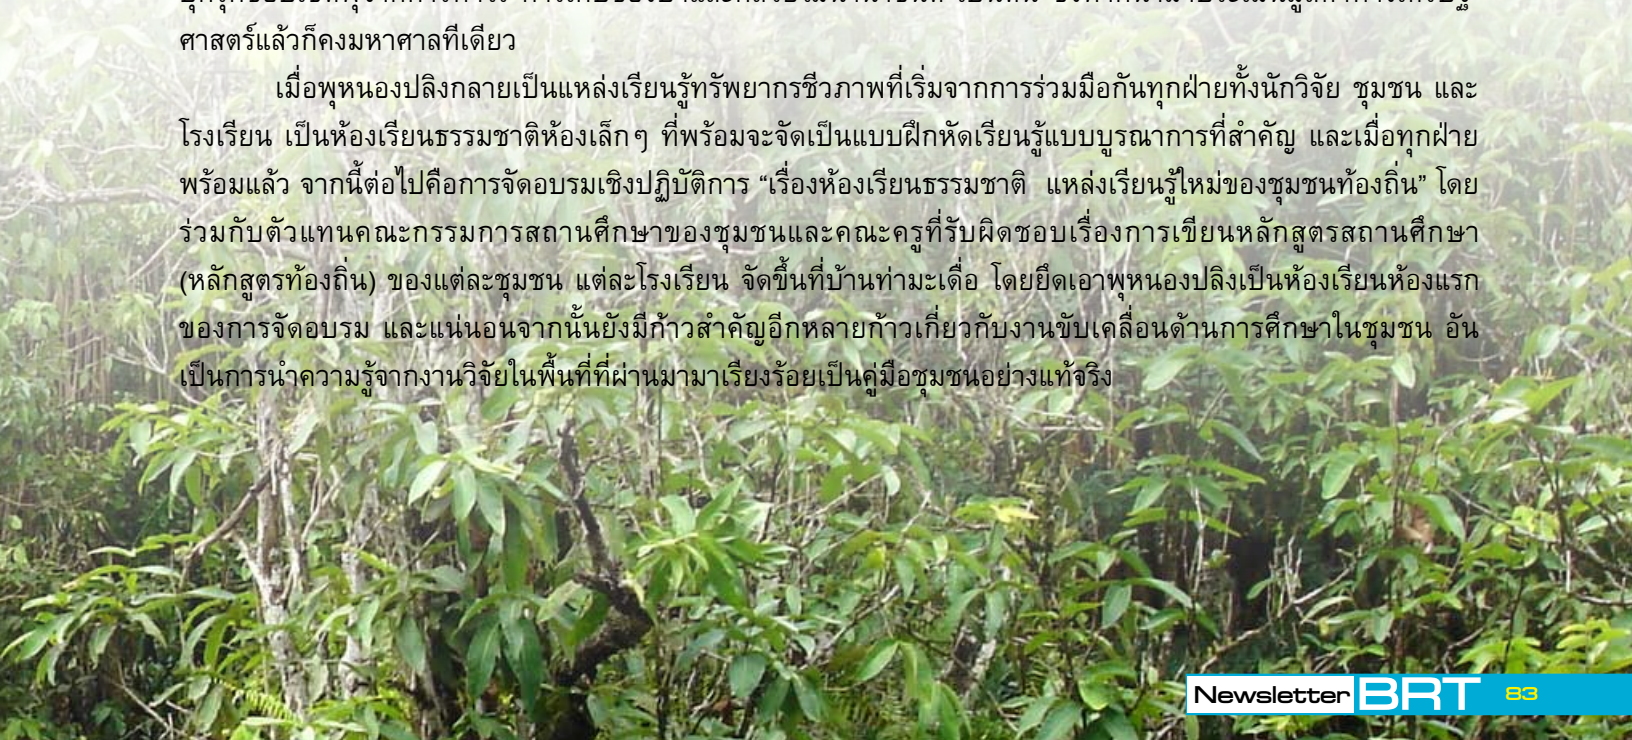 ศาสตร์แล้วก็คงมหาศาลทีเดียว
เมื่อพุหนองปลิงกลายเป็นแหล่งเรียนรู้ทรัพยากรชีวภาพที่เริ่มจากการร่วมมือกันทุกฝ่ายทั้งนักวิจัย ชุมชน และ
โรงเรียน เป็นห้องเรียนธรรมชาติห้องเล็กๆ ที่พร้อมจะจัดเป็นแบบฝึกหัดเรียนรู้แบบบูรณาการที่สำคัญ และเมื่อทุกฝ่าย
พร้อมแล้ว จากนี้ต่อไปคือการจัดอบรมเชิงปฏิบัติการ “เรื่องห้องเรียนธรรมชาติ แหล่งเรียนรู้ใหม่ของชุมชนท้องถิ่น” โดย
ร่วมกับตัวแทนคณะกรรมการสถานศึกษาของชุมชนและคณะครูที่รับผิดชอบเรื่องการเขียนหลักสูตรสถานศึกษา
(หลักสูตรท้องถิ่น) ของแต่ละชุมชน แต่ละโรงเรียน จัดขึ้นที่บ้านท่ามะเดื่อ โดยยึดเอาพุหนองปลิงเป็นห้องเรียนห้องแรก
ของการจัดอบรม และแน่นอนจากนั้นยังมีก้าวสำคัญอีกหลายก้าวเกี่ยวกับงานขับเคลื่อนด้านการศึกษาในชุมชน อัน
เป็นการนำความรู้จากงานวิจัยในพื้นที่ที่ผ่านมามาเรียงร้อยเป็นคู่มือชุมชนอย่างแท้จริง
Newsletter BRT 83